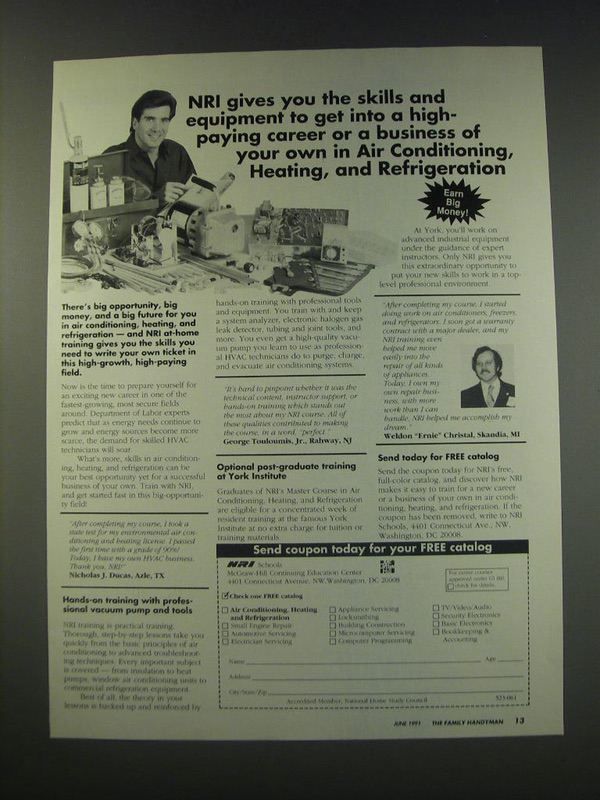 NRI gives you the skills and
equipment to get into a high-
paying career or a business of
your own in Air Conditioning,
Heating, and Refrigeration
Earn
Big
Money!
There's big opportunity, big
money, and a big future for you
in air conditioning, heating, and
refrigeration — and NRI at-home
training gives you the skills you
need to write your own ticket in
this high-growth, high-paying
field.
Now is the time to prepare yourself for
an exciting new career in one of the
fastest-growing, most secure fields
around. Department of Labor experts
predict that as energy needs continue to
grow and energy sources become more
scarce, the demand for skilled HVAC
technicians will soar.
What's more, skills in air condition-
ing, heating, and refrigeration can be
your best opportunity yet for a successful
business of your own. Train with NRI,
and get started fast in this big-opportuni-
ty field!
"After completing my course, I took a
state test for my environmental air con-
ditioning and heating license. I passed
the first time with a grade of 90%!
Today, I have my own HVAC business.
Thank you, NRI!"
Nicholas J. Ducas, Azle, TX
Hands-on training with profes-
sional vacuum pump and tools
NRI training is practical training.
Thorough, step-by-step lessons take you
quickly from the basic principles of air
conditioning to advanced troubleshoot-
ing techniques. Every important subject
is covered — from insulation to heat
pumps, window air conditioning units to
commercial refrigeration equipment.
Best of all, the theory in your
lessons is backed up and reinforced by
hands-on training with professional tools
and equipment. You train with and keep
a system analyzer, electronic halogen gas
leak detector, tubing and joint tools, and
more. You even get a high-quality vacu-
um pump you learn to use as profession-
al HVAC technicians do to purge, charge,
and evacuate air conditioning systems.
"It's hard to pinpoint whether it was the
technical content, instructor support, or
hands-on training which stands out
the most about my NRI course. All of
these qualities contributed to making
the course, in a word, 'perfect.'"
George Touloumis, Jr., Rahway, NJ
Optional post-graduate training
at York Institute
Graduates of NRI's Master Course in Air
Conditioning, Heating, and Refrigeration
are eligible for a concentrated week of
resident training at the famous York
Institute at no extra charge for tuition or
training materials.
At York, you'll work on
advanced industrial equipment
under the guidance of expert
instructors. Only NRI gives you
this extraordinary opportunity to
put your new skills to work in a top-
level professional environment.
"After completing my course, I started
doing work on air conditioners, freezers,
and refrigerators. I soon got a warranty
contract with a major dealer, and my
NRI training even
helped me move
easily into the
repair of all kinds
of appliances.
Today, I own my
own repair busi-
ness, with more
work than I can
handle. NRI helped me accomplish my
dream."
Weldon "Ernie" Christal, Skandia, MI
Send today for FREE catalog
Send the coupon today for NRI's free,
full-color catalog, and discover how NRI
makes it easy to train for a new career
or a business of your own in air condi-
tioning, heating, and refrigeration. If the
coupon has been removed, write to NRI
Schools, 4401 Connecticut Ave., NW,
Washington, DC 20008.
Send coupon today for your FREE catalog
NRI Schools
McGraw-Hill Continuing Education Center
4401 Connecticut Avenue, NW, Washington, DC 20008
For career courses
approved under GI Bill
check for details.
Check one FREE catalog
Air Conditioning, Heating
and Refrigeration
Small Engine Repair
Automotive Servicing
Electrician Servicing
Appliance Servicing
Locksmithing
Building Construction
Microcomputer Servicing
Computer Programming
TV/Video/Audio
Security Electronics
Basic Electronics
Bookkeeping &
Accounting
Name Age
Address
City/State/Zip
Accredited Member, National Home Study Council 523-061
JUNE 1991 THE FAMILY HANDYMAN 13